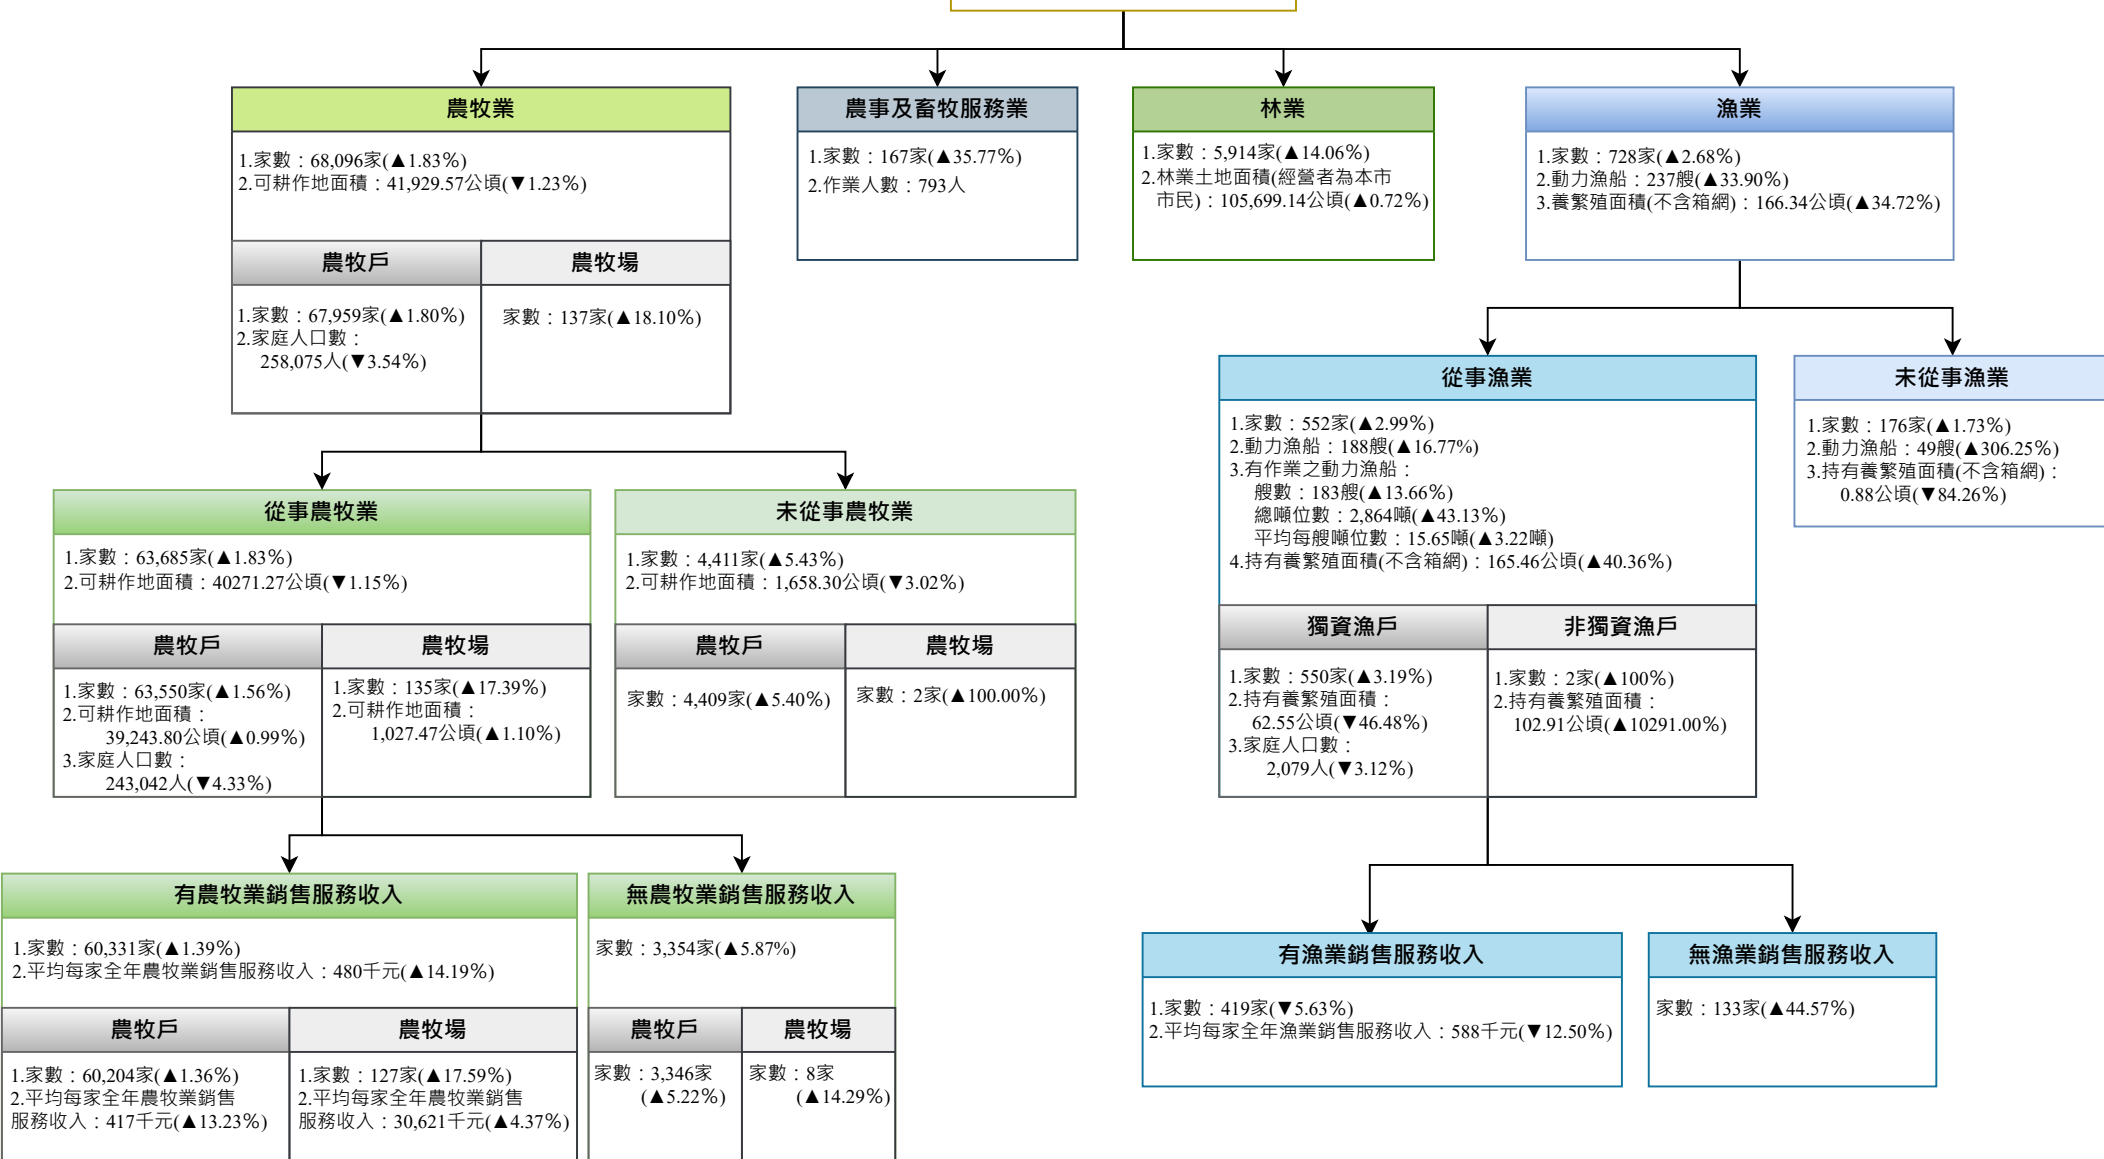 農牧業
1.家數：68,096家(▲1.83%)
2.可耕作地面積：41,929.57公頃(▼1.23%)
農牧戶
1.家數：67,959家(▲1.80%)
2.家庭人口數：
258,075人(▼3.54%)
農牧場
家數：137家(▲18.10%)
農事及畜牧服務業
1.家數：167家(▲35.77%)
2.作業人數：793人
林業
1.家數：5,914家(▲14.06%)
2.林業土地面積(經營者為本市
市民)：105,699.14公頃(▲0.72%)
漁業
1.家數：728家(▲2.68%)
2.動力漁船：237艘(▲33.90%)
3.養繁殖面積(不含箱網)：166.34公頃(▲34.72%)
從事農牧業
1.家數：63,685家(▲1.83%)
2.可耕作地面積：40271.27公頃(▼1.15%)
農牧戶
1.家數：63,550家(▲1.56%)
2.可耕作地面積：
39,243.80公頃(▲0.99%)
3.家庭人口數：
243,042人(▼4.33%)
農牧場
1.家數：135家(▲17.39%)
2.可耕作地面積：
1,027.47公頃(▲1.10%)
未從事農牧業
1.家數：4,411家(▲5.43%)
2.可耕作地面積：1,658.30公頃(▼3.02%)
農牧戶
家數：4,409家(▲5.40%)
農牧場
家數：2家(▲100.00%)
從事漁業
1.家數：552家(▲2.99%)
2.動力漁船：188艘(▲16.77%)
3.有作業之動力漁船：
艘數：183艘(▲13.66%)
總噸位數：2,864噸(▲43.13%)
平均每艘噸位數：15.65噸(▲3.22噸)
4.持有養繁殖面積(不含箱網)：165.46公頃(▲40.36%)
獨資漁戶
1.家數：550家(▲3.19%)
2.持有養繁殖面積：
62.55公頃(▼46.48%)
3.家庭人口數：
2,079人(▼3.12%)
非獨資漁戶
1.家數：2家(▲100%)
2.持有養繁殖面積：
102.91公頃(▲10291.00%)
未從事漁業
1.家數：176家(▲1.73%)
2.動力漁船：49艘(▲306.25%)
3.持有養繁殖面積(不含箱網)：
0.88公頃(▼84.26%)
有農牧業銷售服務收入
1.家數：60,331家(▲1.39%)
2.平均每家全年農牧業銷售服務收入：480千元(▲14.19%)
農牧戶
1.家數：60,204家(▲1.36%)
2.平均每家全年農牧業銷售
服務收入：417千元(▲13.23%)
農牧場
1.家數：127家(▲17.59%)
2.平均每家全年農牧業銷售
服務收入：30,621千元(▲4.37%)
無農牧業銷售服務收入
家數：3,354家(▲5.87%)
農牧戶
家數：3,346家
(▲5.22%)
農牧場
家數：8家
(▲14.29%)
有漁業銷售服務收入
1.家數：419家(▼5.63%)
2.平均每家全年漁業銷售服務收入：588千元(▼12.50%)
無漁業銷售服務收入
家數：133家(▲44.57%)